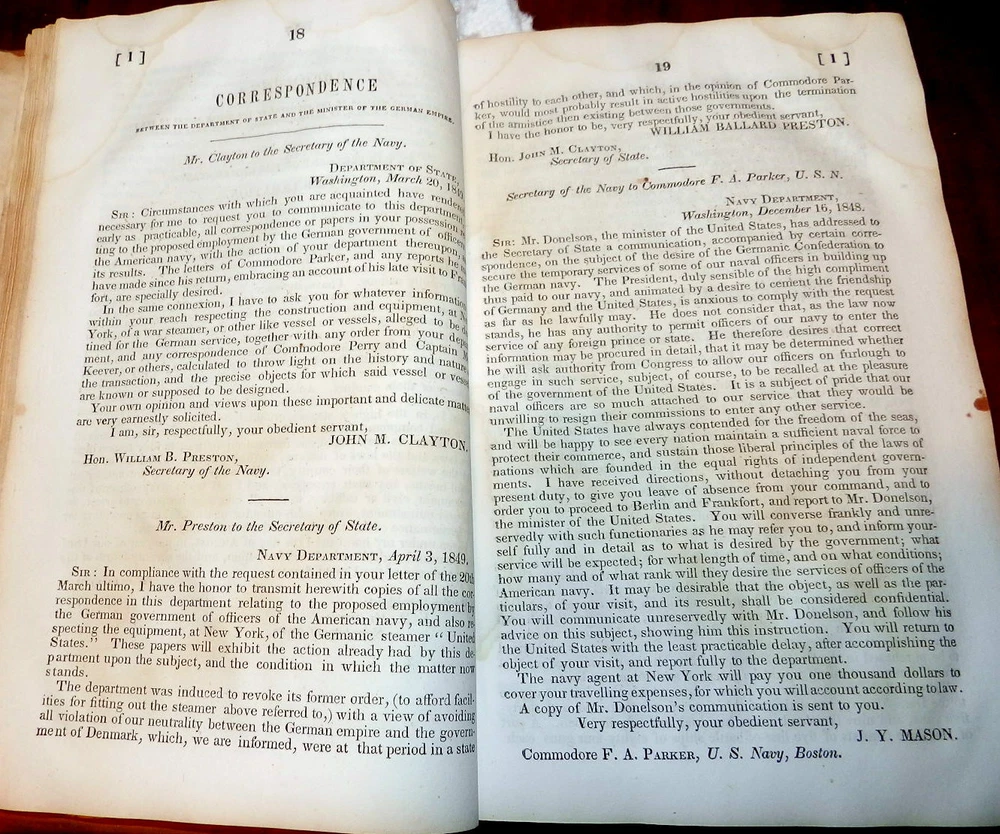 18
[ 1 ]
CORRESPONDENCE
BETWEEN THE DEPARTMENT OF STATE AND THE MINISTER OF THE GERMAN EMPIRE.
Mr. Clayton to the Secretary of the Navy.
DEPARTMENT OF STATE,
Washington, March 20, 1849.
SIR: Circumstances with which you are acquainted have
necessary for me to request you to communicate to this department
early as practicable, all correspondence or papers in your possession
ting to the proposed employment by the German government of officers
the American navy, with the action of your department thereupon,
its results. The letters of Commodore Parker, and any reports he
have made since his return, embracing an account of his late visit to
fort, are specially desired.
In the same connexion, I have to ask you for whatever information
within your reach respecting the construction and equipment, at
York, of a war steamer, or other like vessel or vessels, alleged to be
tined for the German service, together with any order from your
ment, and any correspondence of Commodore Perry and Captain
Keever, or others, calculated to throw light on the history and nature
the transaction, and the precise objects for which said vessel or
are known or supposed to be designed.
Your own opinion and views upon these important and delicate
are very earnestly solicited.
I am, sir, respectfully, your obedient servant,
JOHN M. CLAYTON.
Hon. WILLIAM B. PRESTON,
Secretary of the Navy.
Mr. Preston to the Secretary of State.
NAVY DEPARTMENT, April 3, 1849.
SIR: In compliance with the request contained in your letter of the 20th
March ultimo, I have the honor to transmit herewith copies of all the cor-
respondence in this department relating to the proposed employment by
the German government of officers of the American navy, and also re-
specting the equipment, at New York, of the Germanic steamer "United
States." These papers will exhibit the action already had by this de-
partment upon the subject, and the condition in which the matter now
stands.
The department was induced to revoke its former order, (to afford facil-
ities for fitting out the steamer above referred to,) with a view of avoiding
all violation of our neutrality between the German empire and the govern-
ment of Denmark, which, we are informed, were at that period in a state
19
[ 1 ]
of hostility to each other, and which, in the opinion of Commodore Par-
ker, would most probably result in active hostilities upon the termination
of the armistice then existing between those governments.
I have the honor to be, very respectfully, your obedient servant,
WILLIAM BALLARD PRESTON.
Hon. JOHN M. CLAYTON,
Secretary of State.
Secretary of the Navy to Commodore F. A. Parker, U. S. N.
NAVY DEPARTMENT,
Washington, December 16, 1848.
SIR: Mr. Donelson, the minister of the United States, has addressed to
the Secretary of State a communication, accompanied by certain corre-
spondence, on the subject of the desire of the Germanic Confederation to
secure the temporary services of some of our naval officers in building up
the German navy. The President, duly sensible of the high compliment
thus paid to our navy, and animated by a desire to cement the friendship
of Germany and the United States, is anxious to comply with the request
as far as he lawfully may. He does not consider that, as the law now
stands, he has any authority to permit officers of our navy to enter the
service of any foreign prince or state. He therefore desires that correct
information may be procured in detail, that it may be determined whether
he will ask authority from Congress to allow our officers on furlough to
engage in such service, subject, of course, to be recalled at the pleasure
of the government of the United States. It is a subject of pride that our
naval officers are so much attached to our service that they would be
unwilling to resign their commissions to enter any other service.
The United States have always contended for the freedom of the seas,
and will be happy to see every nation maintain a sufficient naval force to
protect their commerce, and sustain those liberal principles of the laws of
nations which are founded in the equal rights of independent govern-
ments. I have received directions, without detaching you from your
present duty, to give you leave of absence from your command, and to
order you to proceed to Berlin and Frankfort, and report to Mr. Donelson,
the minister of the United States. You will converse frankly and unre-
servedly with such functionaries as he may refer you to, and inform your-
self fully and in detail as to what is desired by the government; what
service will be expected; for what length of time, and on what conditions;
how many and of what rank will they desire the services of officers of the
American navy. It may be desirable that the object, as well as the par-
ticulars, of your visit, and its result, shall be considered confidential.
You will communicate unreservedly with Mr. Donelson, and follow his
advice on this subject, showing him this instruction. You will return to
the United States with the least practicable delay, after accomplishing the
object of your visit, and report fully to the department.
The navy agent at New York will pay you one thousand dollars to
cover your travelling expenses, for which you will account according to law.
A copy of Mr. Donelson's communication is sent to you.
Very respectfully, your obedient servant,
J. Y. MASON.
Commodore F. A. PARKER, U. S. Navy, Boston.